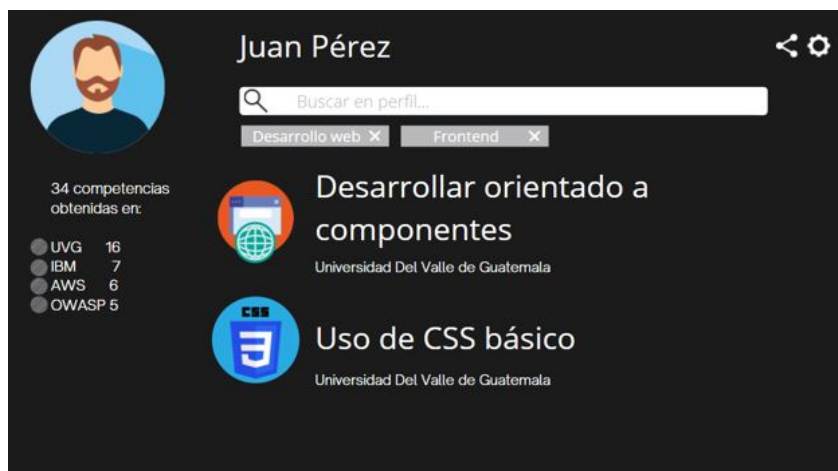 Juan Pérez
Buscar en perfil...
Desarrollo web ✕ Frontend ✕
34 competencias
obtenidas en:
UVG 16
IBM 7
AWS 6
OWASP 5
Desarrollar orientado a
componentes
Universidad Del Valle de Guatemala
CSS
3
Uso de CSS básico
Universidad Del Valle de Guatemala